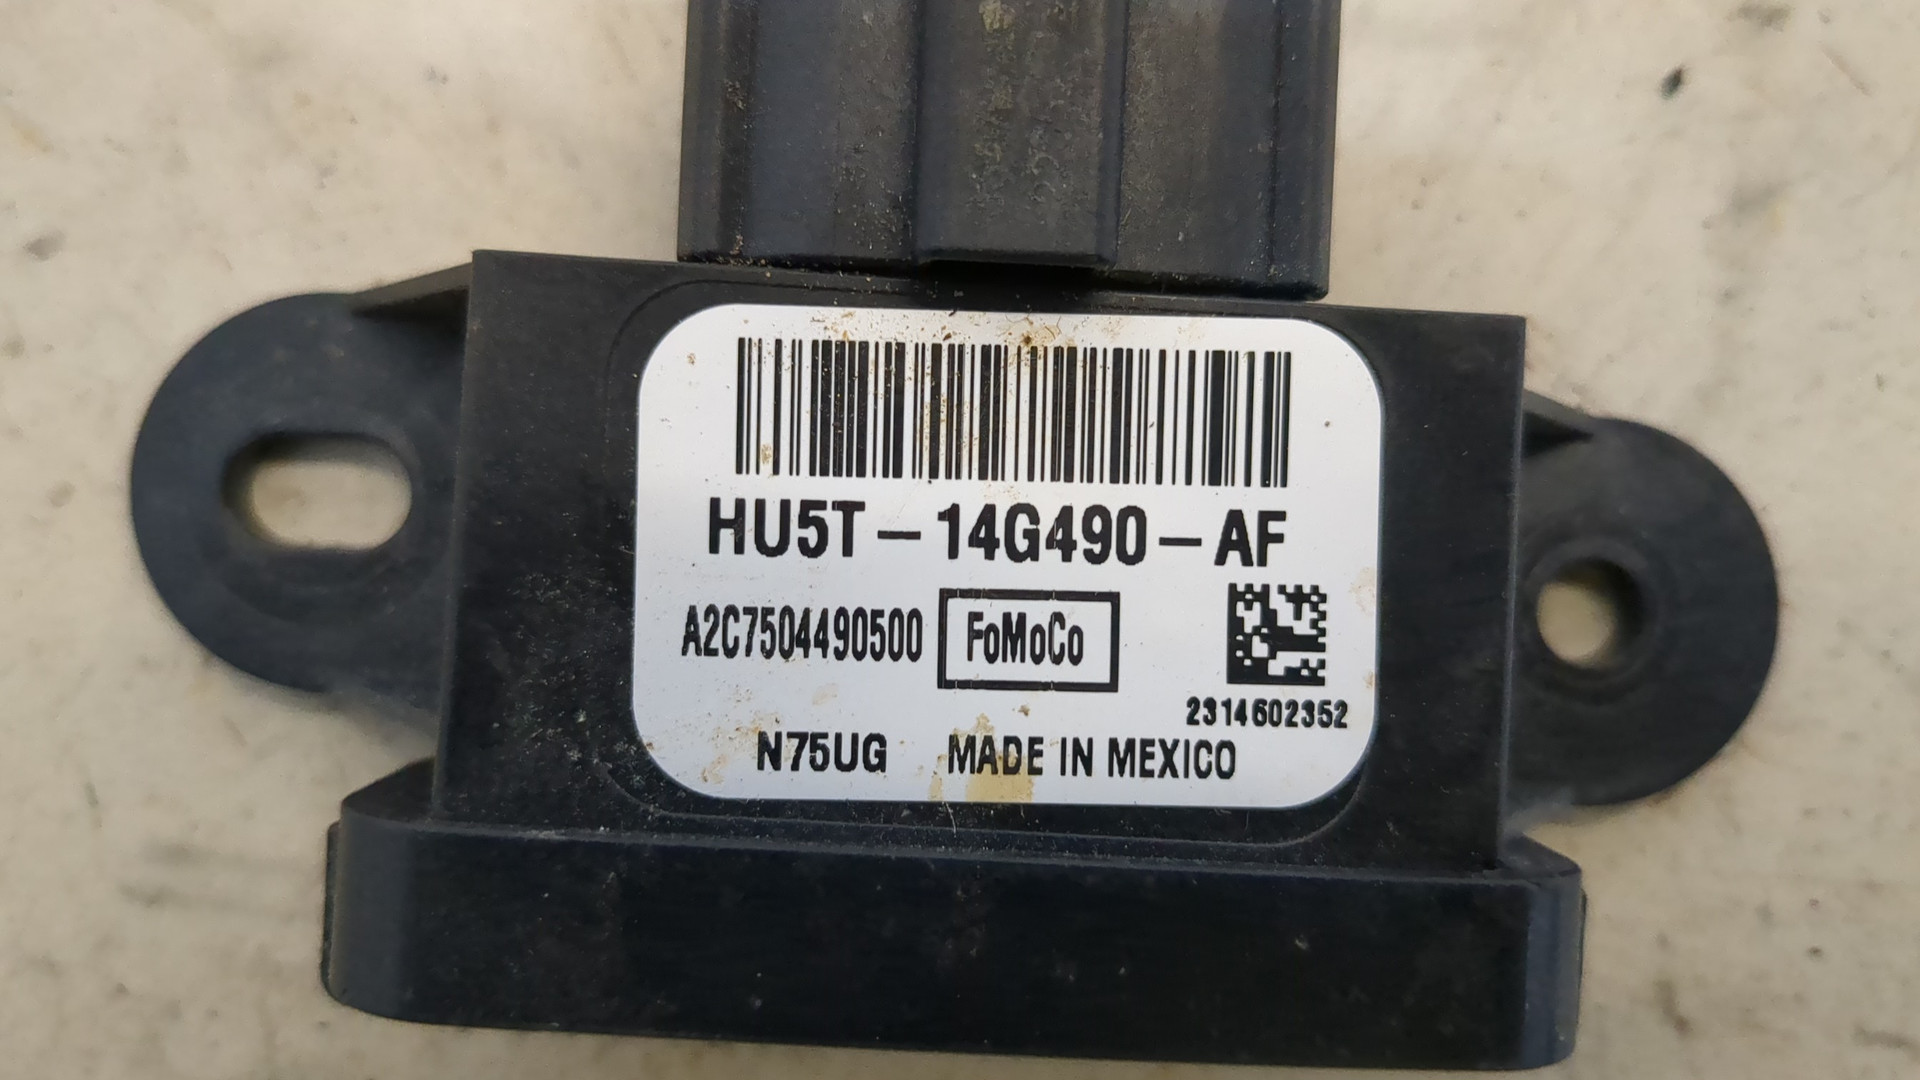 HU5T-14G490-AF
A2C7504490500 FoMoCo
2314602352
N75UG MADE IN MEXICO